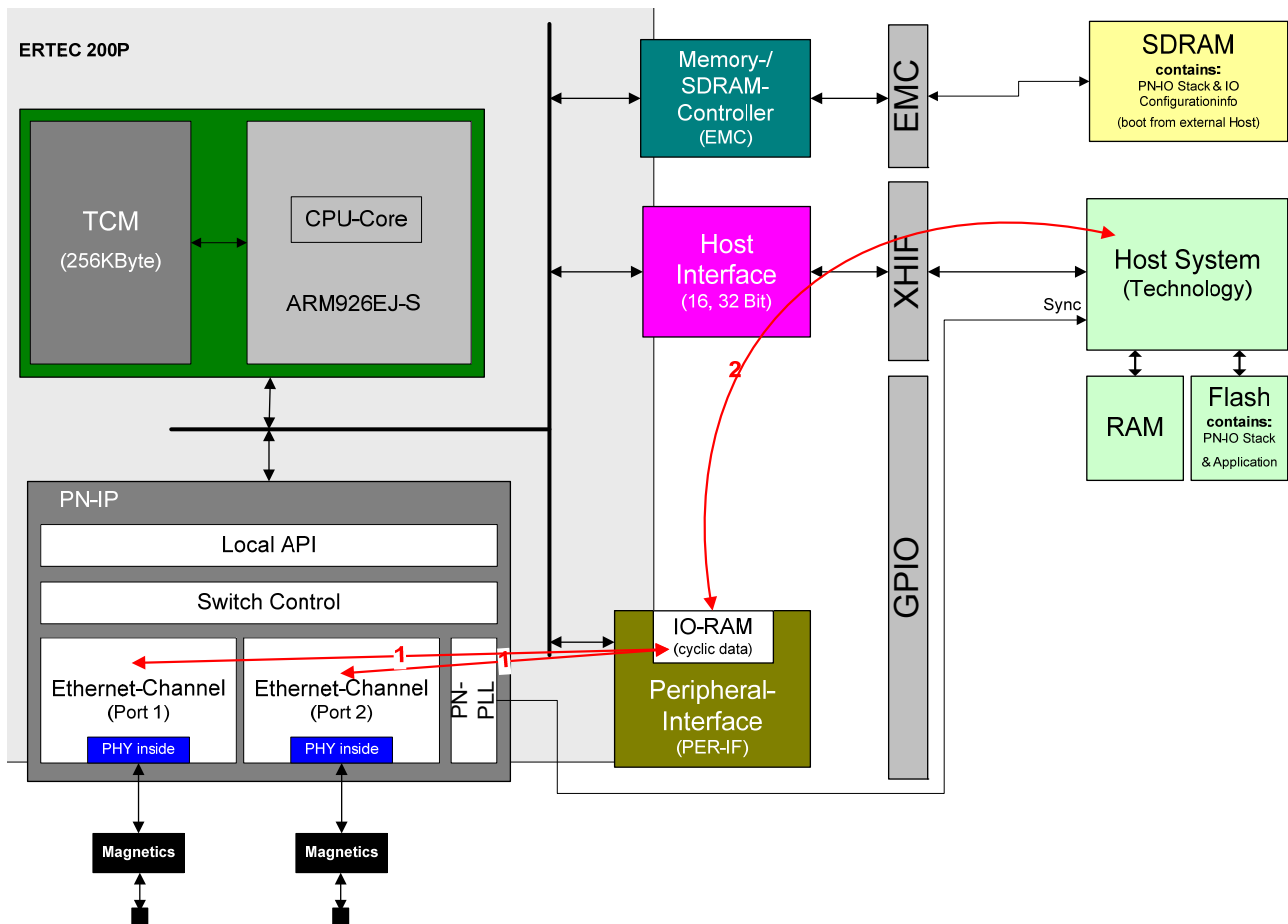 ERTEC 200P
TCM
(256KByte)
CPU-Core
ARM926EJ-S
Memory-/
SDRAM-
Controller
(EMC)
EMC
SDRAM
contains:
PN-IO Stack & IO
Configurationinfo
(boot from external Host)
Host
Interface
(16, 32 Bit)
XHIF
Host System
(Technology)
Sync
2
RAM
Flash
contains:
PN-IO Stack
& Application
GPIO
PN-IP
Local API
Switch Control
Ethernet-Channel
(Port 1)
PHY inside
Ethernet-Channel
(Port 2)
PHY inside
PN-
PLL
1
1
IO-RAM
(cyclic data)
Peripheral-
Interface
(PER-IF)
Magnetics
Magnetics